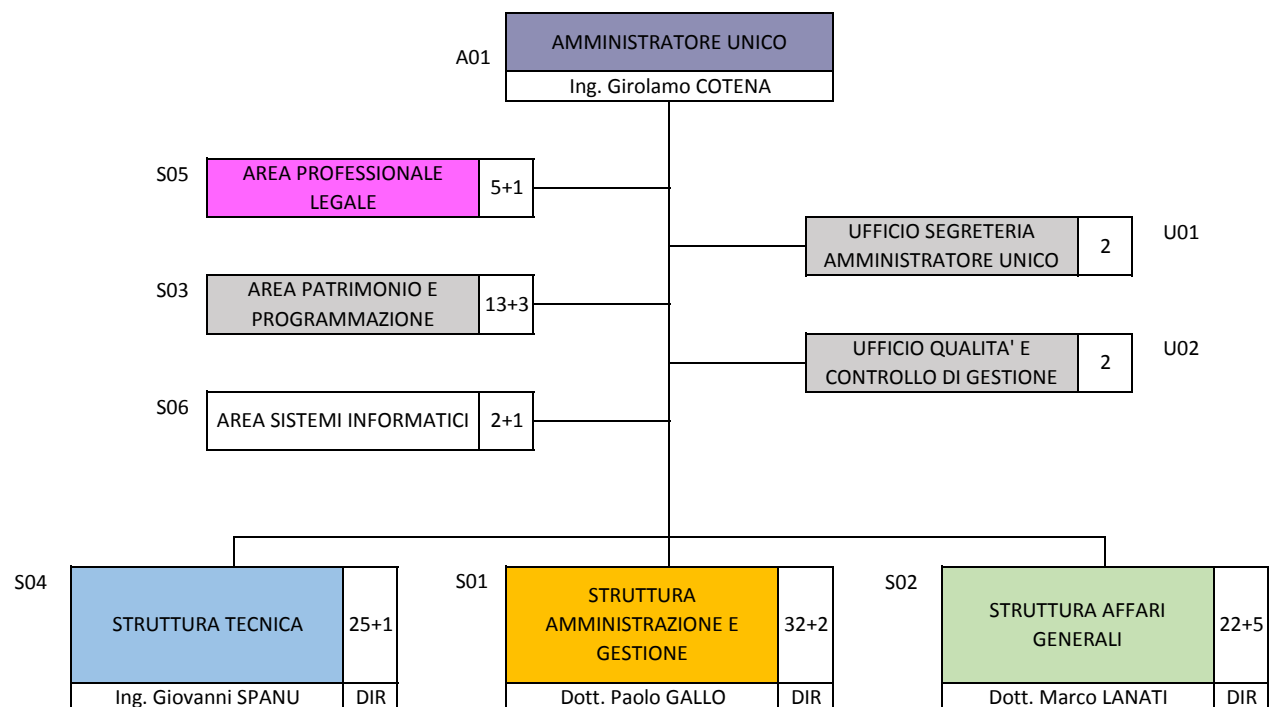 AMMINISTRATORE UNICO
A01
Ing. Girolamo COTENA
S05
AREA PROFESSIONALE
LEGALE
5+1
UFFICIO SEGRETERIA
AMMINISTRATORE UNICO
2
U01
S03
AREA PATRIMONIO E
PROGRAMMAZIONE
13+3
UFFICIO QUALITA' E
CONTROLLO DI GESTIONE
2
U02
S06
AREA SISTEMI INFORMATICI
2+1
S04
STRUTTURA TECNICA
25+1
Ing. Giovanni SPANU
DIR
S01
STRUTTURA
AMMINISTRAZIONE E
GESTIONE
32+2
Dott. Paolo GALLO
DIR
S02
STRUTTURA AFFARI
GENERALI
22+5
Dott. Marco LANATI
DIR